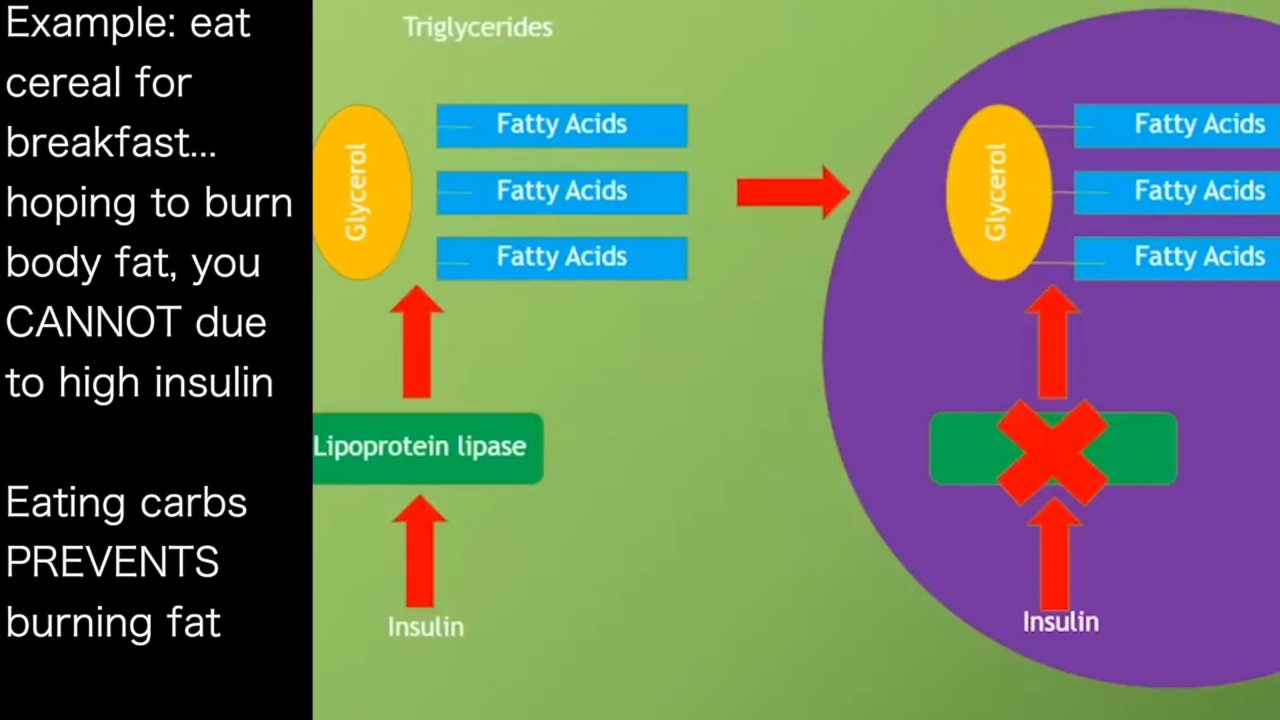 Example: eat
cereal for
breakfast...
hoping to burn
body fat, you
CANNOT due
to high insulin
Eating carbs
PREVENTS
burning fat
Triglycerides
Glycerol
Fatty Acids
Fatty Acids
Fatty Acids
Lipoprotein lipase
Insulin
Glycerol
Fatty Acids
Fatty Acids
Fatty Acids
Insulin